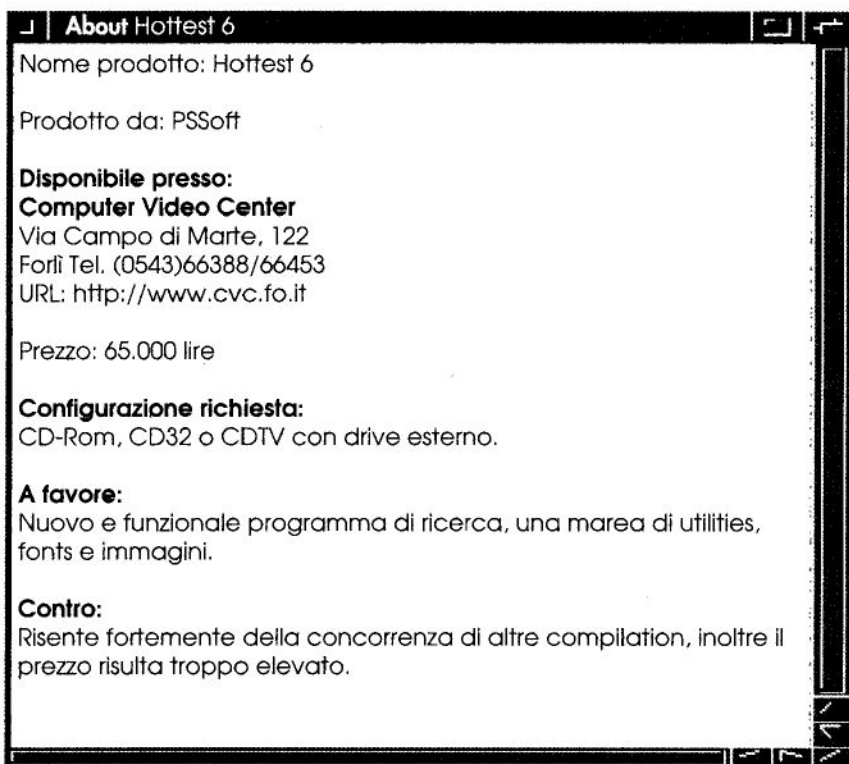 About Hottest 6
Nome prodotto: Hottest 6
Prodotto da: PSSoft
Disponibile presso:
Computer Video Center
Via Campo di Marte, 122
Forlì Tel. (0543)66388/66453
URL: http://www.cvc.fo.it
Prezzo: 65.000 lire
Configurazione richiesta:
CD-Rom, CD32 o CDTV con drive esterno.
A favore:
Nuovo e funzionale programma di ricerca, una marea di utilities,
fonts e immagini.
Contro:
Risente fortemente della concorrenza di altre compilation, inoltre il
prezzo risulta troppo elevato.